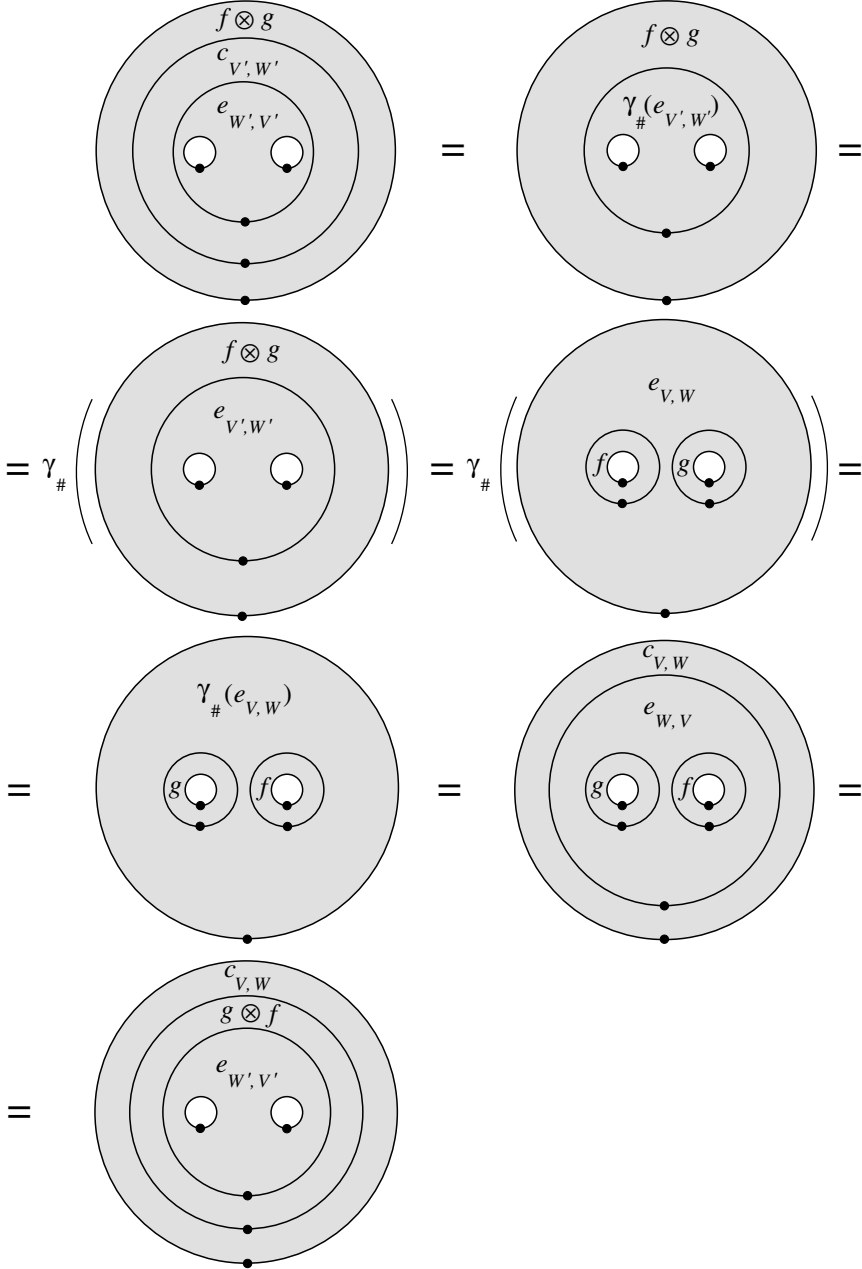 f ⊗ g
f ⊗ g
c_{V′,W′}
e_{W′,V′}
γ_#(e_{V′,W′})
= =
f ⊗ g
e_{V′,W′}
e_{V,W}
= γ_# ( ) = γ_# ( f g ) =
c_{V,W}
γ_#(e_{V,W})
e_{W,V}
= g f = g f =
c_{V,W}
g ⊗ f
e_{W′,V′}
=